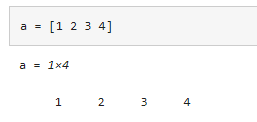 a = [1 2 3 4]
a = 1×4
1 2 3 4